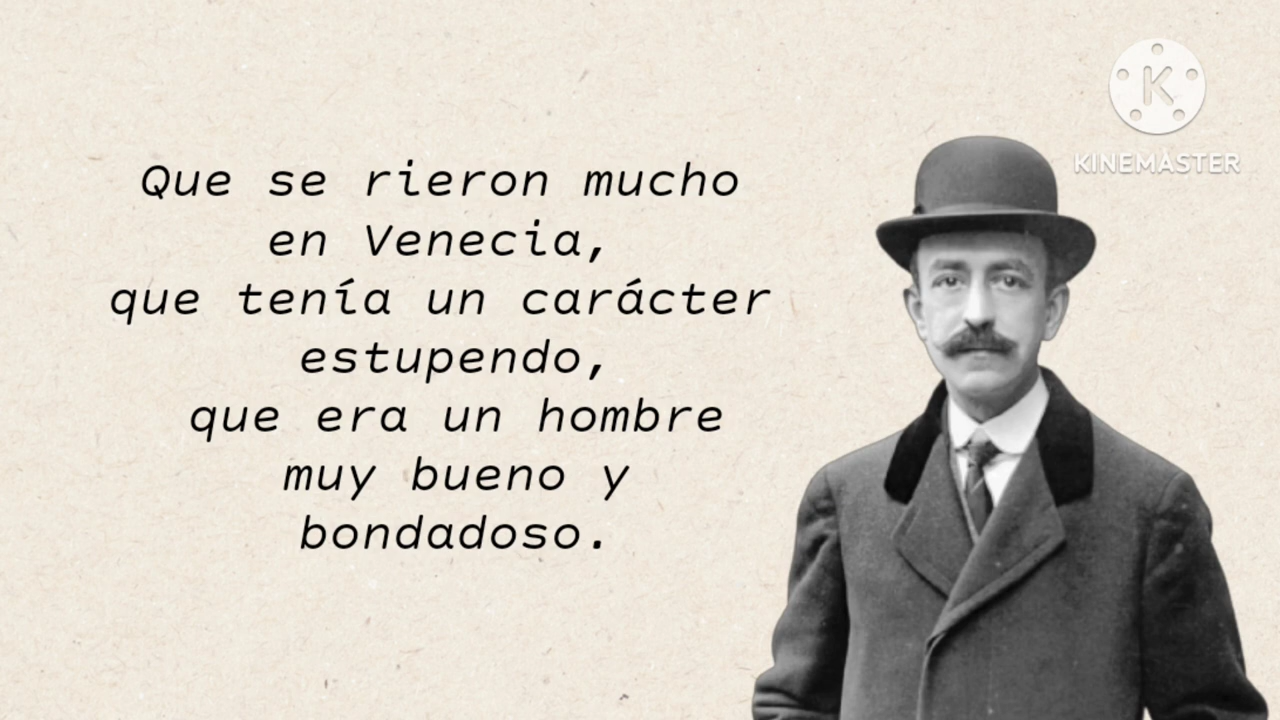 Que se rieron mucho
en Venecia,
que tenía un carácter
estupendo,
que era un hombre
muy bueno y
bondadoso.
K
KINEMASTER